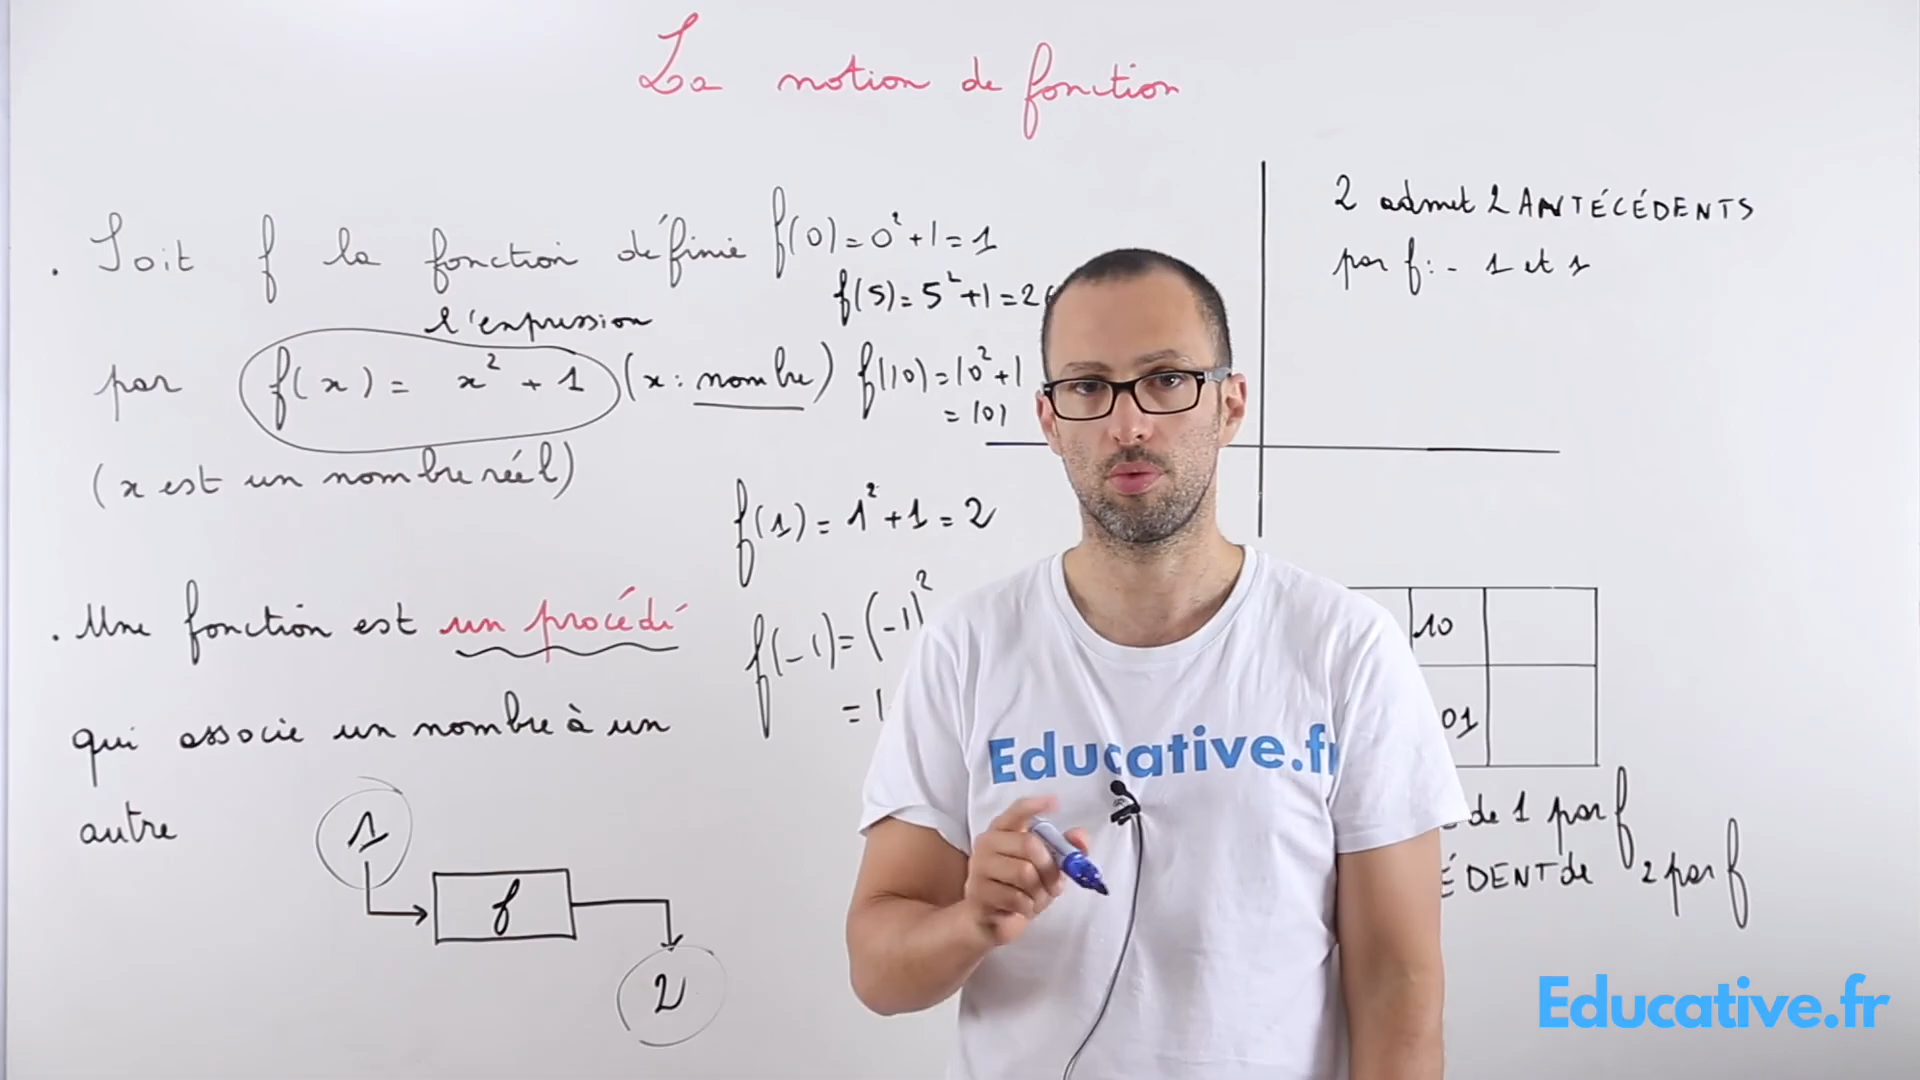 La notion de fonction
. Soit f la fonction définie
l'expression
par f(x) = x² + 1 (x : nombre)
(x est un nombre réel)
. Une fonction est un procédé
qui associe un nombre à un
autre
1
f
2
f(0) = 0² + 1 = 1
f(5) = 5² + 1 = 2
f(10) = 10² + 1
= 101
f(1) = 1² + 1 = 2
f(-1) = (-1)²
= 1
2 admet 2 ANTÉCÉDENTS
par f : - 1 et 1
10
01
de 1 par f
ÉDENT de 2 par f
Educative.fr
Educative.fr